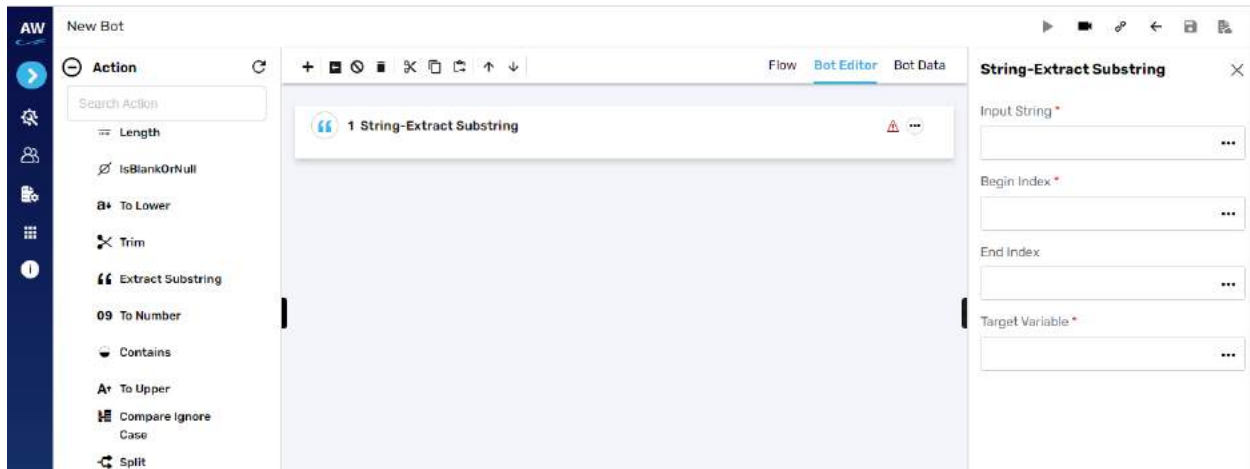 AW
New Bot
Action
Search Action
Length
IsBlankOrNull
a To Lower
Trim
Extract Substring
09 To Number
Contains
A To Upper
Compare Ignore
Case
Split
Flow Bot Editor Bot Data
1 String-Extract Substring
String-Extract Substring
Input String *
Begin Index *
End Index
Target Variable *